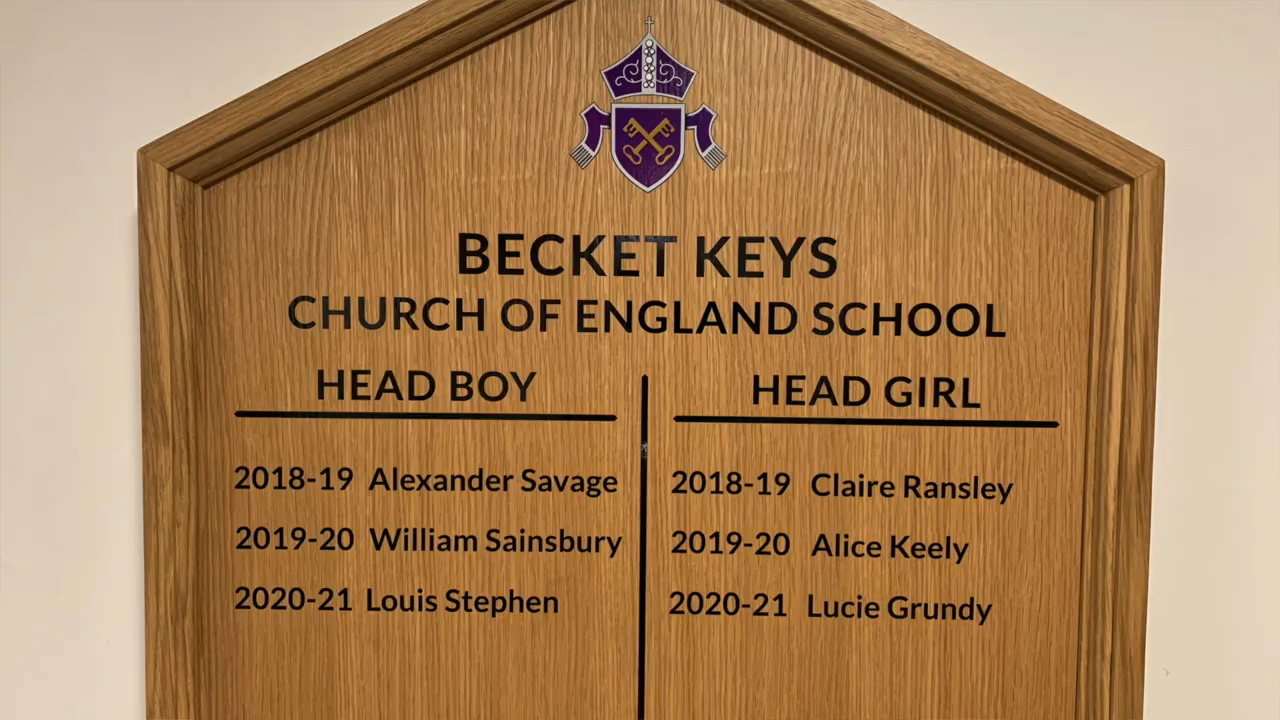 BECKET KEYS
CHURCH OF ENGLAND SCHOOL
HEAD BOY
2018-19 Alexander Savage
2019-20 William Sainsbury
2020-21 Louis Stephen
HEAD GIRL
2018-19 Claire Ransley
2019-20 Alice Keely
2020-21 Lucie Grundy